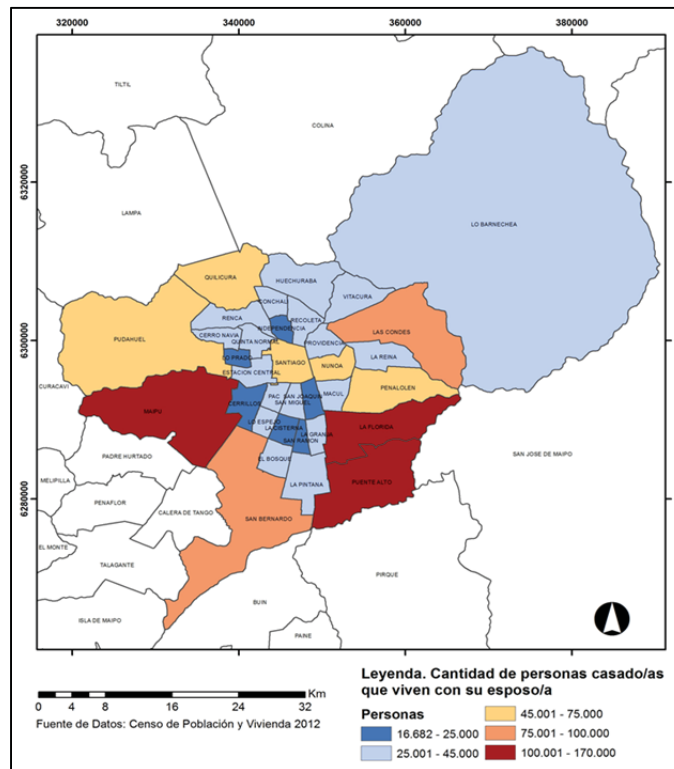 320000 340000 360000 380000
TILTIL
COLINA
6320000
LAMPA
LO BARNECHEA
QUILICURA
HUECHURABA
VITACURA
CONCHALI
RENCA
RECOLETA
INDEPENDENCIA
LAS CONDES
6300000
PUDAHUEL
CERRO NAVIA
QUINTA NORMAL
PROVIDENCIA
LO PRADO
SANTIAGO
NUNOA
LA REINA
ESTACION CENTRAL
CURACAVI
PENALOLEN
MAIPU
CERRILLOS
PAC
SAN JOAQUIN
MACUL
SAN MIGUEL
LO ESPEJO
LA CISTERNA
LA GRANJA
LA FLORIDA
SAN RAMON
PADRE HURTADO
EL BOSQUE
SAN JOSE DE MAIPO
MELIPILLA
LA PINTANA
PUENTE ALTO
6280000
PENAFLOR
CALERA DE TANGO
SAN BERNARDO
EL MONTE
TALAGANTE
PIRQUE
BUIN
ISLA DE MAIPO
PAINE
Leyenda. Cantidad de personas casado/as
que viven con su esposo/a
Personas
16.682 - 25.000
25.001 - 45.000
45.001 - 75.000
75.001 - 100.000
100.001 - 170.000
Km
0 2 4 8 16 24 32
Fuente de Datos: Censo de Población y Vivienda 2012